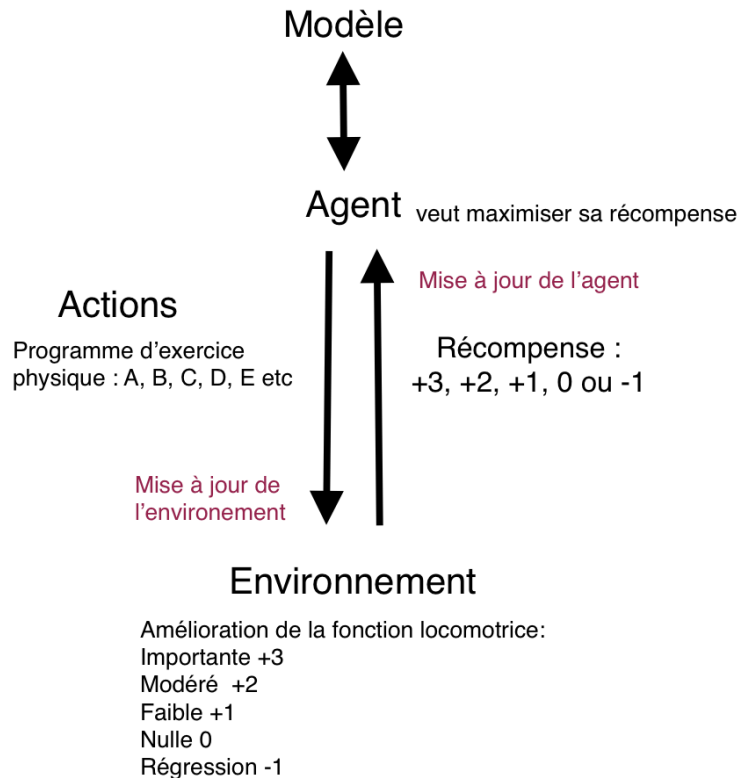 Modèle
Agent
veut maximiser sa récompense
Mise à jour de l'agent
Actions
Programme d'exercice
physique : A, B, C, D, E etc
Récompense :
+3, +2, +1, 0 ou -1
Mise à jour de
l'environement
Environnement
Amélioration de la fonction locomotrice:
Importante +3
Modéré  +2
Faible +1
Nulle 0
Régression -1